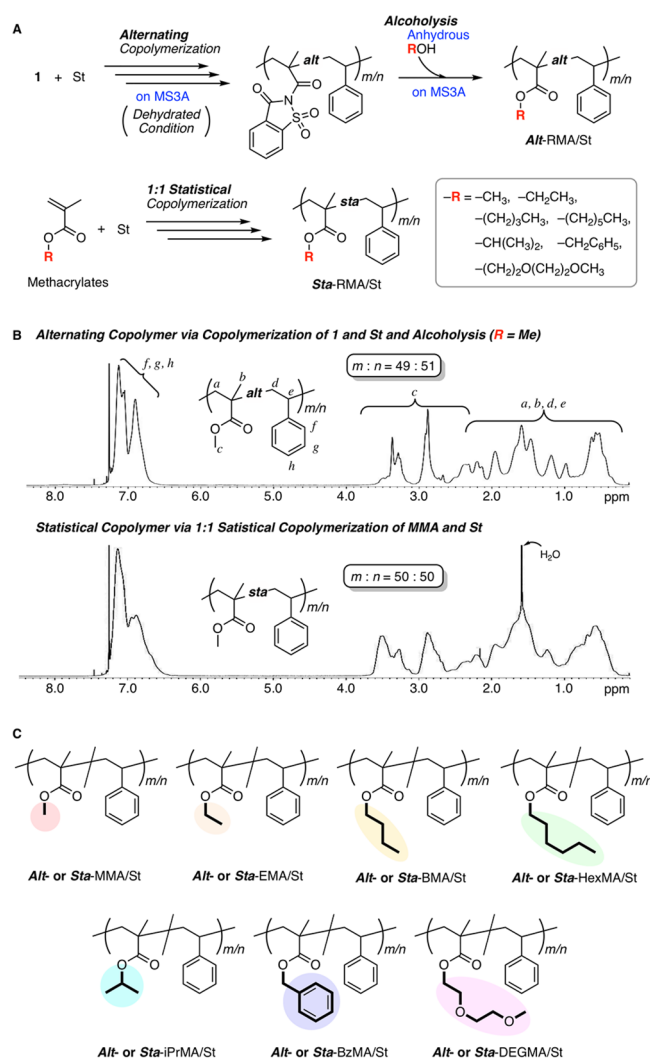 A
Alternating
Copolymerization
1 + St
on MS3A
( Dehydrated
Condition )
alt
m/n
O
O
N
S
O
O
Alcoholysis
Anhydrous
ROH
on MS3A
alt
m/n
O
O
R
Alt-RMA/St
1:1 Statistical
Copolymerization
O
O
R
+ St
Methacrylates
sta
m/n
O
O
R
Sta-RMA/St
–R = –CH3, –CH2CH3,
–(CH2)3CH3, –(CH2)5CH3,
–CH(CH3)2, –CH2C6H5,
–(CH2)2O(CH2)2OCH3
B
Alternating Copolymer via Copolymerization of 1 and St and Alcoholysis (R = Me)
f, g, h
a b alt d e
m/n
O
O
c
f
g
h
m : n = 49 : 51
c
a, b, d, e
8.0 7.0 6.0 5.0 4.0 3.0 2.0 1.0 ppm
Statistical Copolymer via 1:1 Satistical Copolymerization of MMA and St
sta
m/n
O
O
m : n = 50 : 50
H2O
8.0 7.0 6.0 5.0 4.0 3.0 2.0 1.0 ppm
C
m/n
O
O
Alt- or Sta-MMA/St
m/n
O
O
Alt- or Sta-EMA/St
m/n
O
O
Alt- or Sta-BMA/St
m/n
O
O
Alt- or Sta-HexMA/St
m/n
O
O
Alt- or Sta-iPrMA/St
m/n
O
O
Alt- or Sta-BzMA/St
m/n
O
O
O
O
Alt- or Sta-DEGMA/St